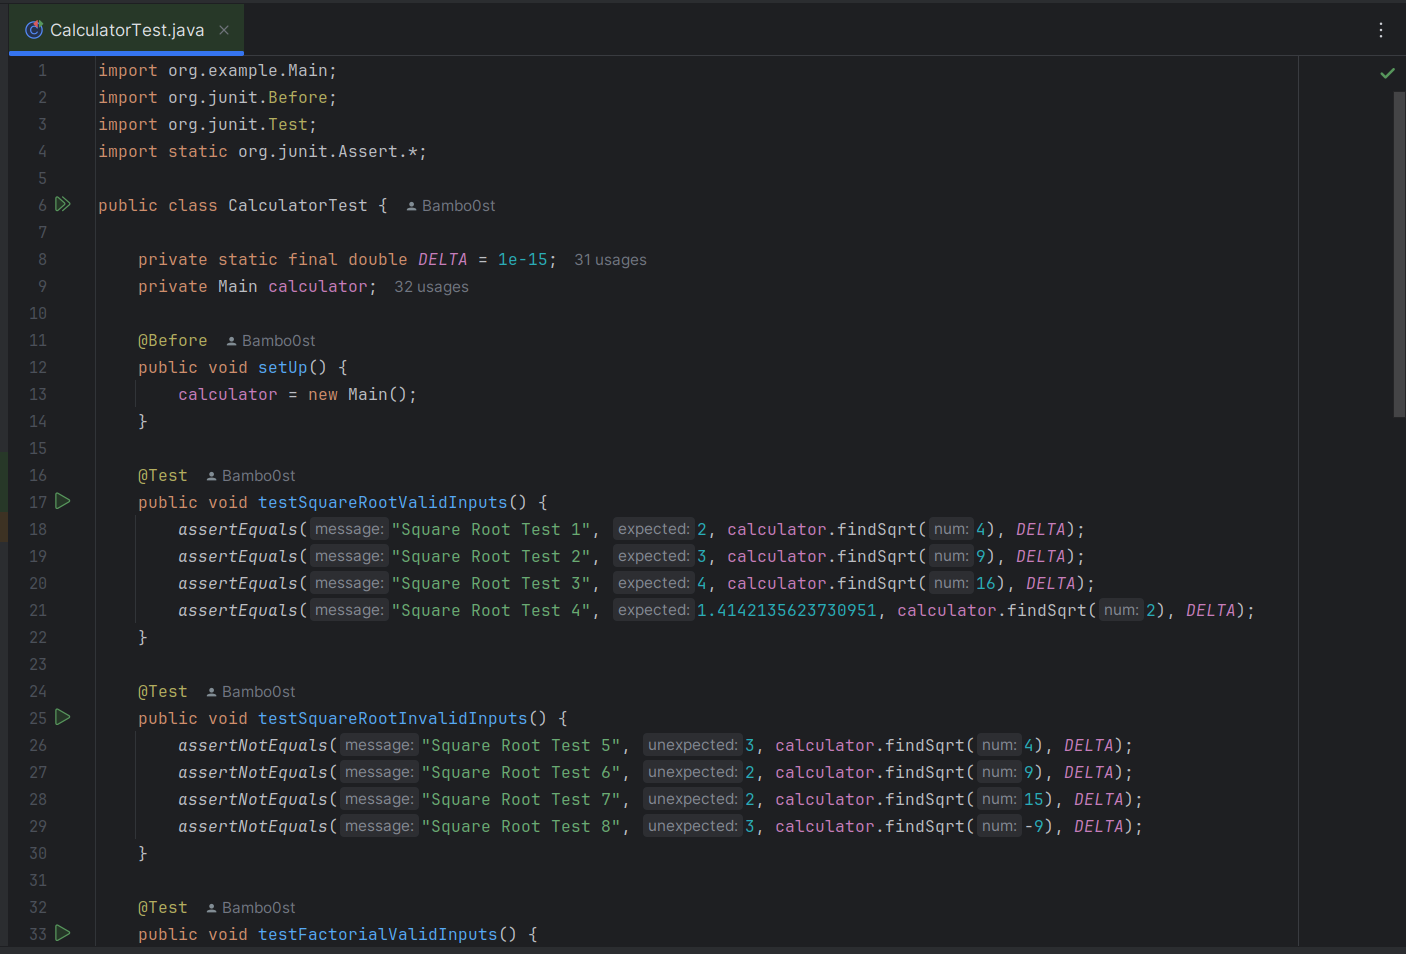 CalculatorTest.java
1 import org.example.Main;
2 import org.junit.Before;
3 import org.junit.Test;
4 import static org.junit.Assert.*;
5
6 public class CalculatorTest { Bambo0st
7
8 private static final double DELTA = 1e-15; 31 usages
9 private Main calculator; 32 usages
10
11 @Before Bambo0st
12 public void setUp() {
13 calculator = new Main();
14 }
15
16 @Test Bambo0st
17 public void testSquareRootValidInputs() {
18 assertEquals( message: "Square Root Test 1", expected: 2, calculator.findSqrt( num: 4), DELTA);
19 assertEquals( message: "Square Root Test 2", expected: 3, calculator.findSqrt( num: 9), DELTA);
20 assertEquals( message: "Square Root Test 3", expected: 4, calculator.findSqrt( num: 16), DELTA);
21 assertEquals( message: "Square Root Test 4", expected: 1.4142135623730951, calculator.findSqrt( num: 2), DELTA);
22 }
23
24 @Test Bambo0st
25 public void testSquareRootInvalidInputs() {
26 assertNotEquals( message: "Square Root Test 5", unexpected: 3, calculator.findSqrt( num: 4), DELTA);
27 assertNotEquals( message: "Square Root Test 6", unexpected: 2, calculator.findSqrt( num: 9), DELTA);
28 assertNotEquals( message: "Square Root Test 7", unexpected: 2, calculator.findSqrt( num: 15), DELTA);
29 assertNotEquals( message: "Square Root Test 8", unexpected: 3, calculator.findSqrt( num: -9), DELTA);
30 }
31
32 @Test Bambo0st
33 public void testFactorialValidInputs() {